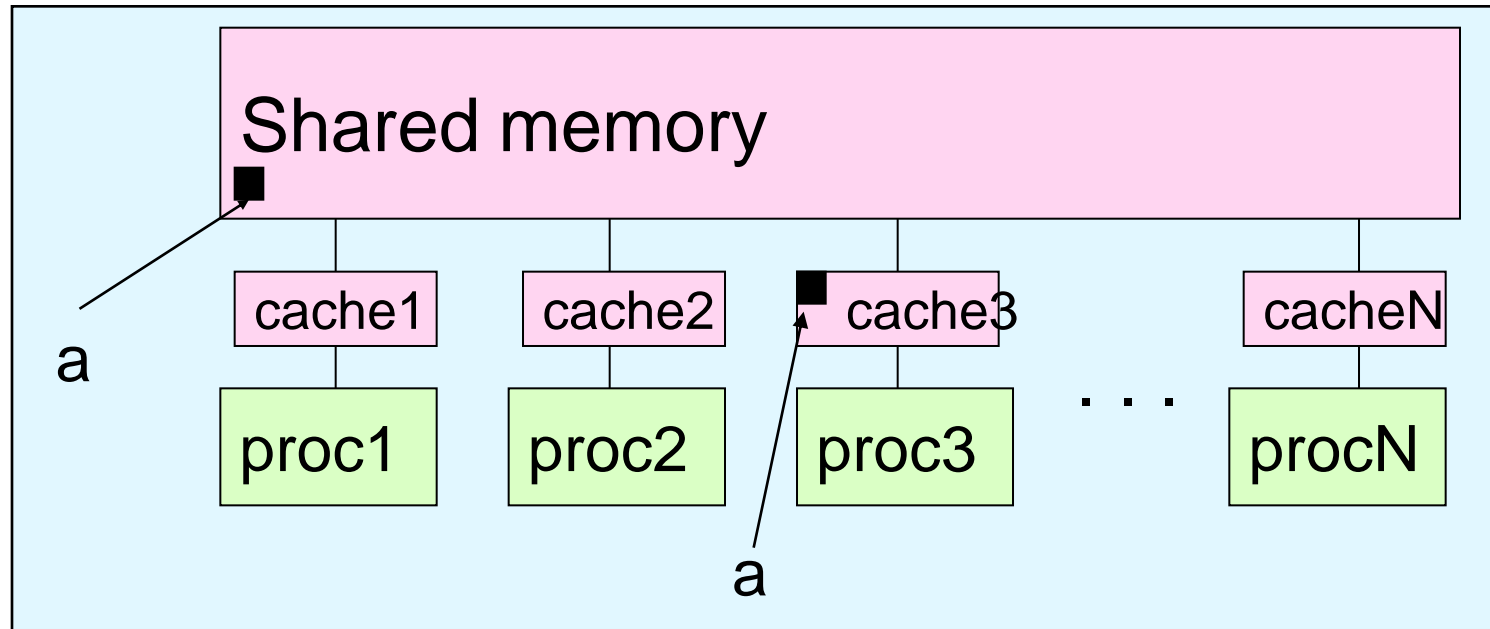 Shared memory
cache1 cache2 cache3 cacheN
a
proc1 proc2 proc3 . . . procN
a